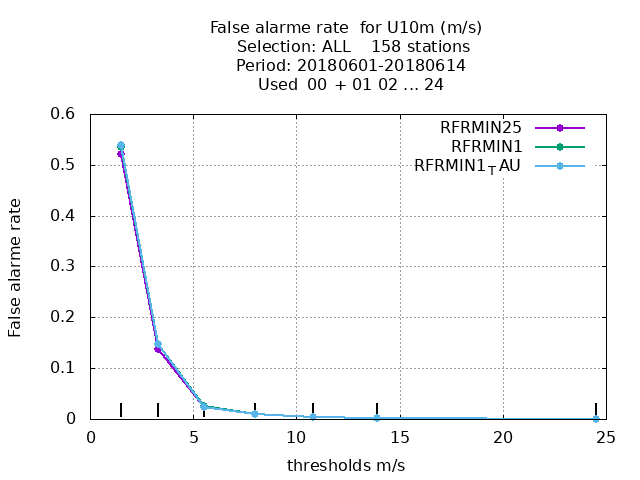 False alarme rate  for U10m (m/s)
Selection: ALL    158 stations
Period: 20180601-20180614
Used  00  + 01 02 ... 24
RFRMIN25
RFRMIN1
RFRMIN1TAU
0.6
0.5
0.4
0.3
0.2
0.1
0
False alarme rate
0 5 10 15 20 25
thresholds m/s